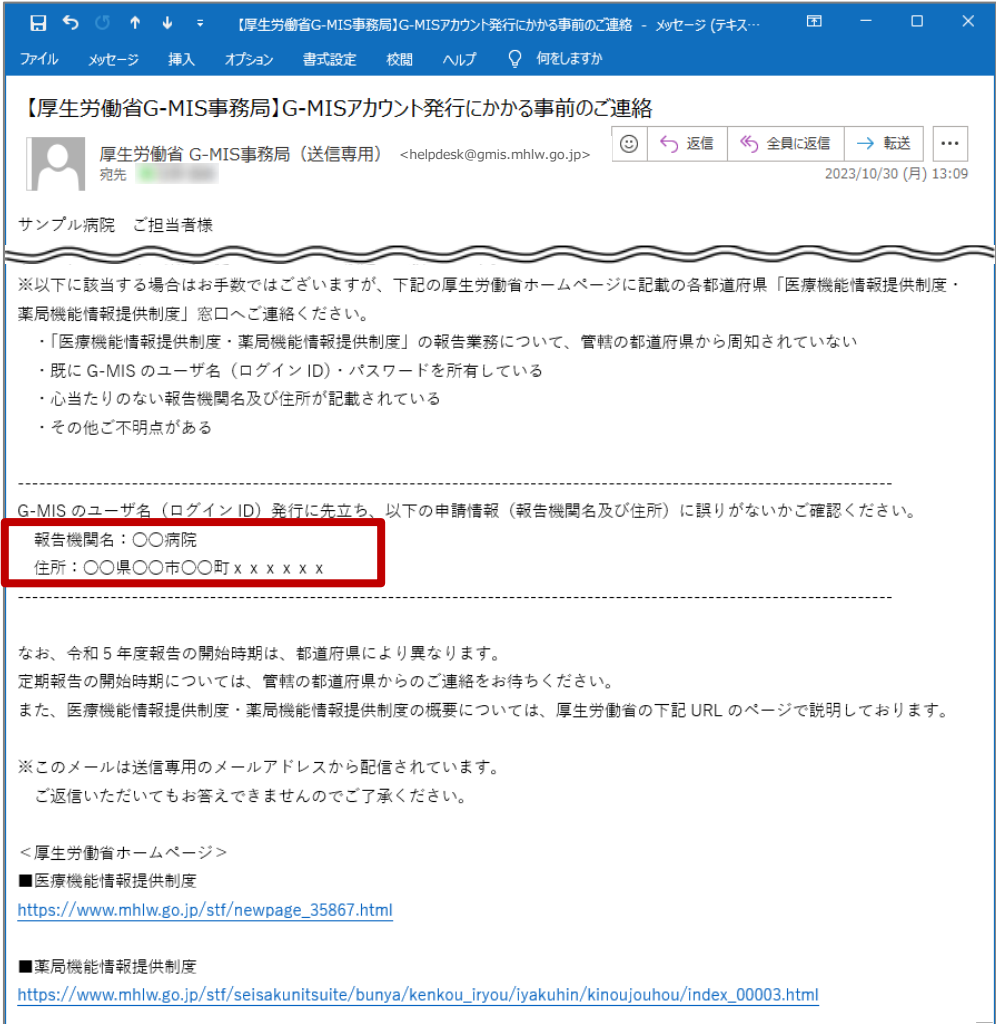 【厚生労働省G-MIS事務局】G-MISアカウント発行にかかる事前のご連絡 - メッセージ (テキス…
ファイル メッセージ 挿入 オプション 書式設定 校閲 ヘルプ 何をしますか
【厚生労働省G-MIS事務局】G-MISアカウント発行にかかる事前のご連絡
厚生労働省 G-MIS事務局（送信専用） <helpdesk@gmis.mhlw.go.jp>
返信 全員に返信 転送 …
宛先
2023/10/30 (月) 13:09
サンプル病院　ご担当者様
※以下に該当する場合はお手数ではございますが、下記の厚生労働省ホームページに記載の各都道府県「医療機能情報提供制度・
薬局機能情報提供制度」窓口へご連絡ください。
・「医療機能情報提供制度・薬局機能情報提供制度」の報告業務について、管轄の都道府県から周知されていない
・既に G-MIS のユーザ名（ログイン ID）・パスワードを所有している
・心当たりのない報告機関名及び住所が記載されている
・その他ご不明点がある
---------------------------------------------------------------------------------------------------------
G-MIS のユーザ名（ログイン ID）発行に先立ち、以下の申請情報（報告機関名及び住所）に誤りがないかご確認ください。
報告機関名：〇〇病院
住所：〇〇県〇〇市〇〇町ｘｘｘｘｘｘ
---------------------------------------------------------------------------------------------------------
なお、令和５年度報告の開始時期は、都道府県により異なります。
定期報告の開始時期については、管轄の都道府県からのご連絡をお待ちください。
また、医療機能情報提供制度・薬局機能情報提供制度の概要については、厚生労働省の下記 URL のページで説明しております。
※このメールは送信専用のメールアドレスから配信されています。
ご返信いただいてもお答えできませんのでご了承ください。
＜厚生労働省ホームページ＞
■医療機能情報提供制度
https://www.mhlw.go.jp/stf/newpage_35867.html
■薬局機能情報提供制度
https://www.mhlw.go.jp/stf/seisakunitsuite/bunya/kenkou_iryou/iyakuhin/kinoujouhou/index_00003.html